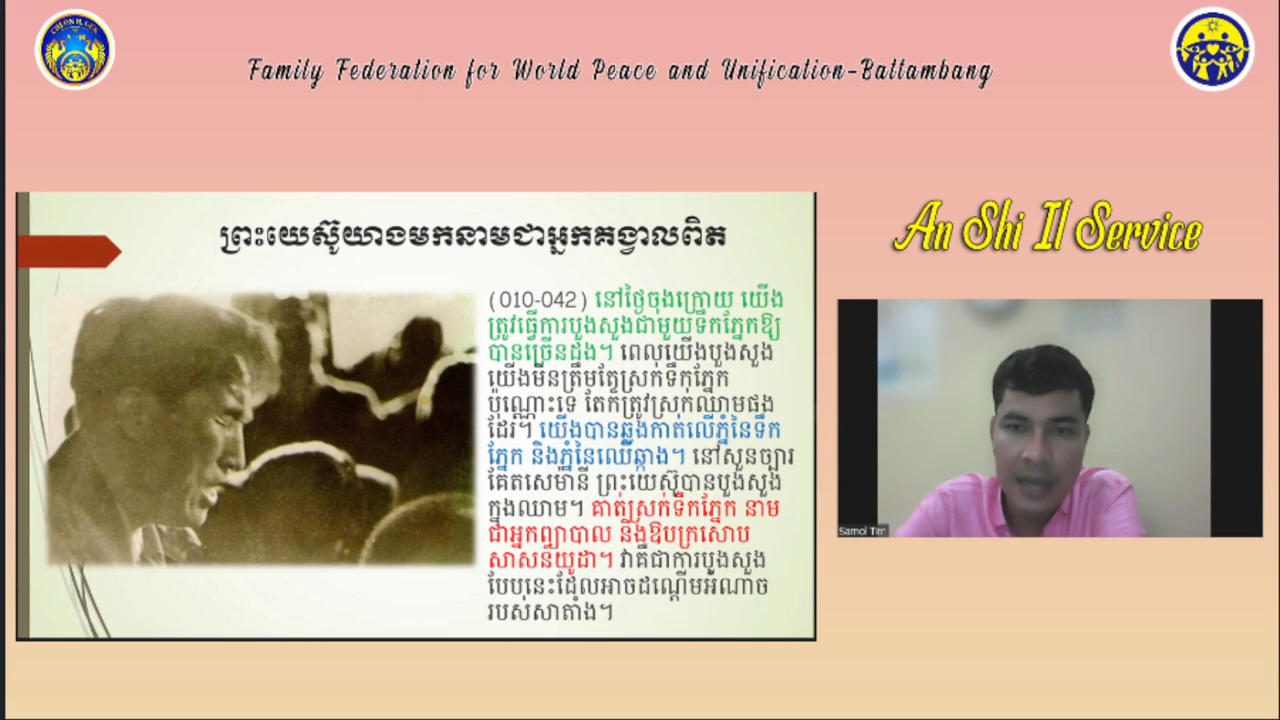 Family Federation for World Peace and Unification-Battambang
An Shi Il Service
ព្រះយេស៊ូយាងមកនាមជាអ្នកគង្វាលពិត
(010-042) នៅថ្ងៃចុងក្រោយ យើង
ត្រូវធ្វើការបួងសួងជាមួយទឹកភ្នែកឱ្យ
បានច្រើនដង។ ពេលយើងបួងសួង
យើងមិនត្រឹមតែស្រក់ទឹកភ្នែក
ប៉ុណ្ណោះទេ តែក៏ត្រូវស្រក់ឈាមផង
ដែរ។ យើងបានឆ្លងកាត់លើភ្នំនៃទឹក
ភ្នែក និងភ្នំនៃឈើឆ្កាង។ នៅសួនច្បារ
គែតសេម៉ានី ព្រះយេស៊ូបានបួងសួង
ក្នុងឈាម។ គាត់ស្រក់ទឹកភ្នែក នាម
ជាអ្នកព្យាបាល និងឱបក្រសោប
សាសន៍យូដា។ វាគឺជាការបួងសួង
បែបនេះដែលអាចដណ្តើមអំណាច
របស់សាតាំង។
Samol Tim